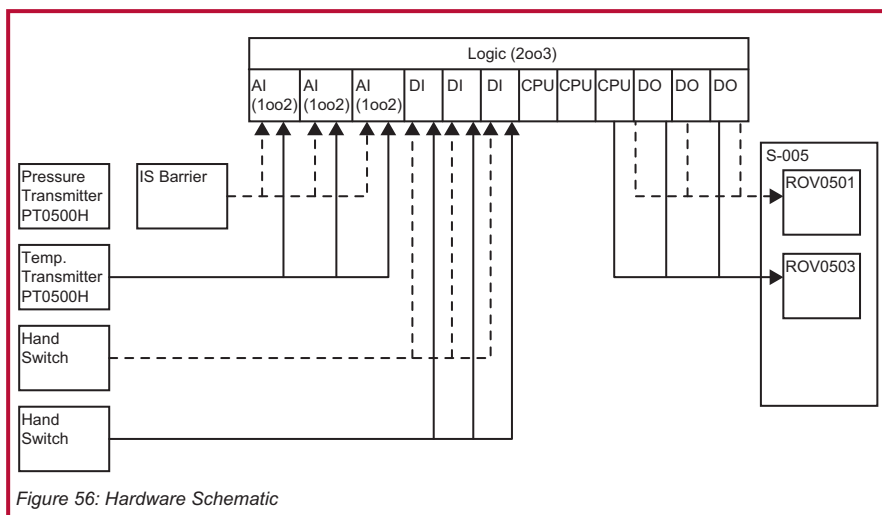 Logic (2oo3)
AI
(1oo2)
AI
(1oo2)
AI
(1oo2)
DI
DI
DI
CPU
CPU
CPU
DO
DO
DO
Pressure
Transmitter
PT0500H
IS Barrier
Temp.
Transmitter
PT0500H
Hand
Switch
Hand
Switch
S-005
ROV0501
ROV0503
Figure 56: Hardware Schematic